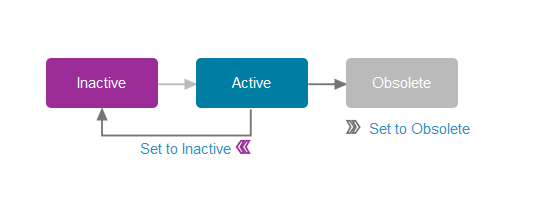 Inactive
Active
Obsolete
Set to Obsolete
Set to Inactive